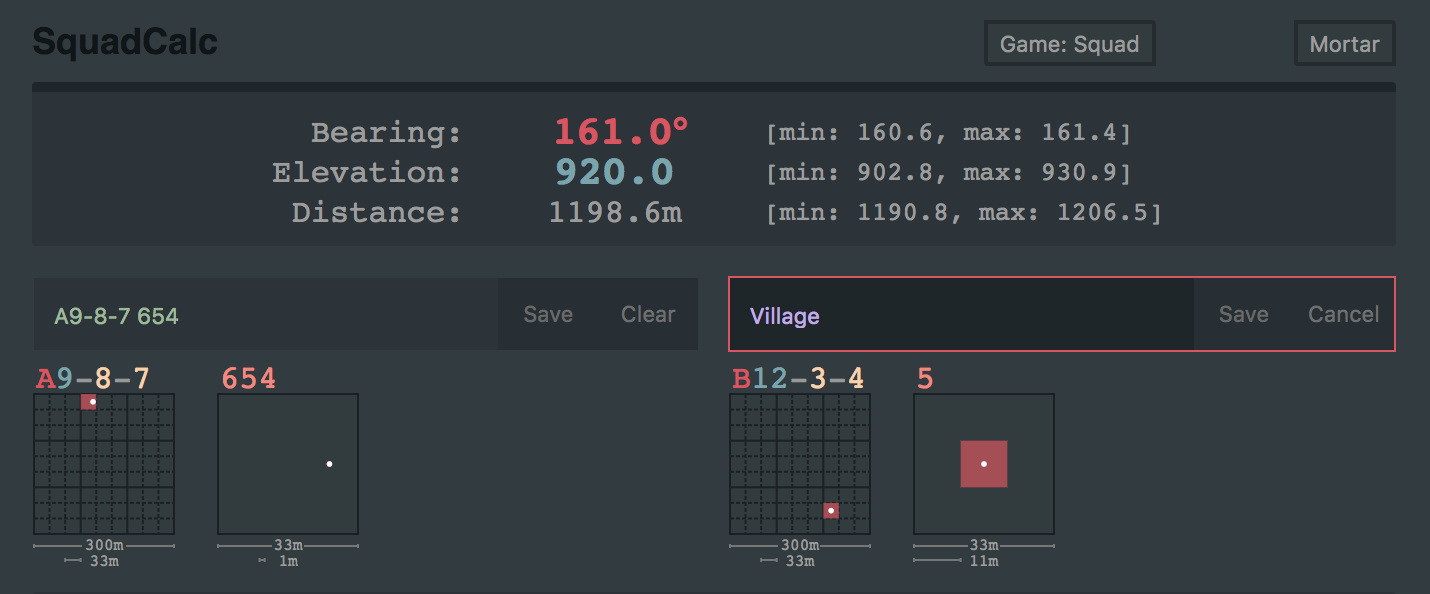 SquadCalc Game: Squad Mortar
Bearing: 161.0° [min: 160.6, max: 161.4]
Elevation: 920.0 [min: 902.8, max: 930.9]
Distance: 1198.6m [min: 1190.8, max: 1206.5]
A9-8-7 654 Save Clear Village Save Cancel
A9-8-7 654 B12-3-4 5
300m 33m 300m 33m
33m 1m 33m 11m